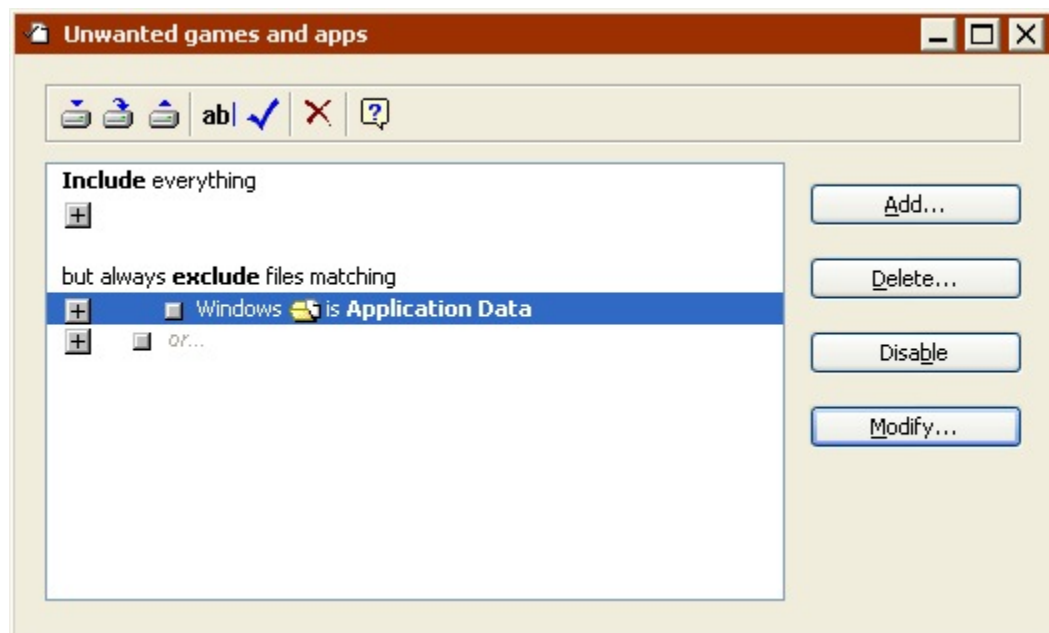 Unwanted games and apps
ab
Include everything
but always exclude files matching
Windows is Application Data
or...
Add...
Delete...
Disable
Modify...